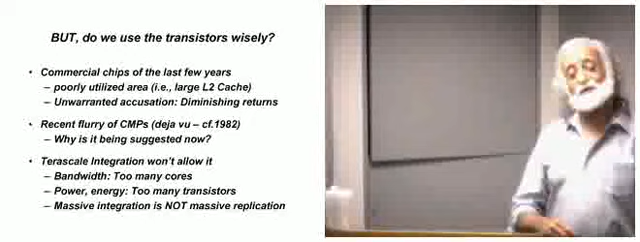 BUT, do we use the transistors wisely?
• Commercial chips of the last few years
– poorly utilized area (i.e., large L2 Cache)
– Unwarranted accusation: Diminishing returns
• Recent flurry of CMPs (deja vu – cf.1982)
– Why is it being suggested now?
• Terascale Integration won't allow it
– Bandwidth: Too many cores
– Power, energy: Too many transistors
– Massive integration is NOT massive replication